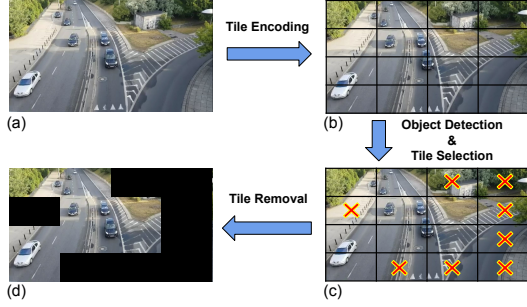 Tile Encoding
(a)
(b)
Object Detection
&
Tile Selection
Tile Removal
(d)
(c)